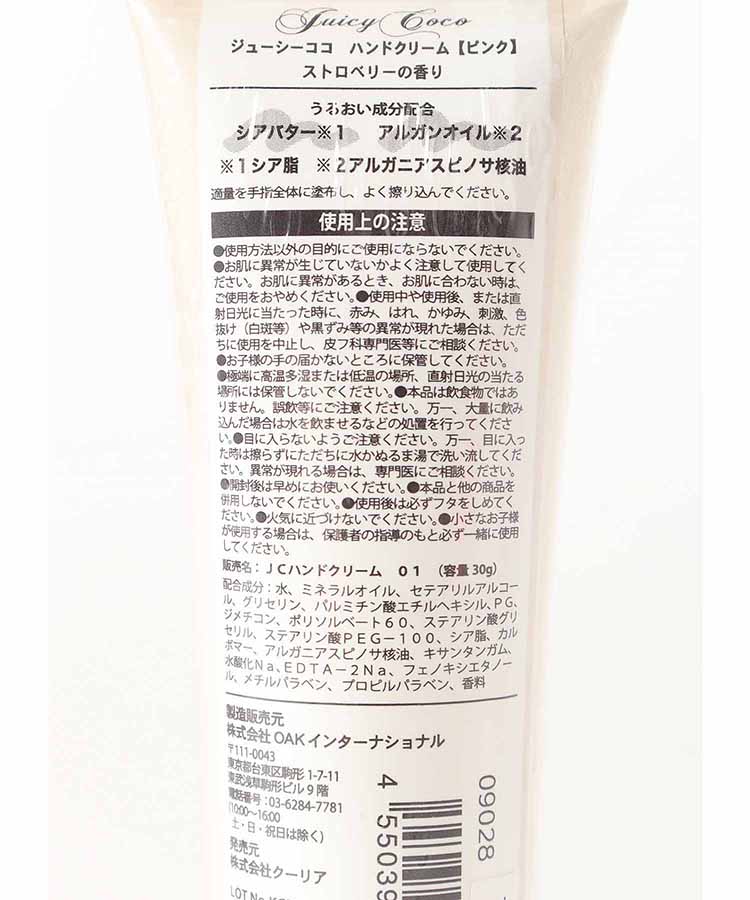 Juicy Coco
ジューシーココ ハンドクリーム【ピンク】
ストロベリーの香り
うるおい成分配合
シアバター※1 アルガンオイル※2
※1シア脂 ※2アルガニアスピノサ核油
適量を手指全体に塗布し、よく擦り込んでください。
使用上の注意
●使用方法以外の目的にご使用にならないでください。
●お肌に異常が生じていないかよく注意して使用してく
ださい。お肌に異常があるとき、お肌に合わない時は、
ご使用をおやめください。●使用中や使用後、または直
射日光に当たった時に、赤み、はれ、かゆみ、刺激、色
抜け（白斑等）や黒ずみ等の異常が現れた場合は、ただ
ちに使用を中止し、皮フ科専門医等にご相談ください。
●お子様の手の届かないところに保管してください。
●極端に高温多湿または低温の場所、直射日光の当たる
場所には保管しないでください。●本品は飲食物ではあ
りません。誤飲等にご注意ください。万一、大量に飲み
込んだ場合は水を飲ませるなどの処置を行ってくださ
い。●目に入らないようご注意ください。万一、目に入っ
た時は擦らずにただちに水かぬるま湯で洗い流してくだ
さい。異常が現れる場合は、専門医にご相談ください。
●開封後は早めにお使いください。●本品と他の商品を
併用しないでください。●使用後は必ずフタをしめてく
ださい。●火気に近づけないでください。●小さなお子様
が使用する場合は、保護者の指導のもと必ず一緒に使用
してください。
販売名：ＪＣハンドクリーム ０１ （容量 30g）
配合成分：水、ミネラルオイル、セテアリルアルコー
ル、グリセリン、パルミチン酸エチルヘキシル、PG、
ジメチコン、ポリソルベート６０、ステアリン酸グリ
セリル、ステアリン酸ＰＥＧ－１００、シア脂、カル
ボマー、アルガニアスピノサ核油、キサンタンガム、
水酸化Na、EDTA－2Na、フェノキシエタノー
ル、メチルパラベン、プロピルパラベン、香料
製造販売元
株式会社 OAKインターナショナル
〒111-0043
東京都台東区駒形 1-7-11
東武浅草駒形ビル 9 階
電話番号：03-6284-7781
(10:00～16:00
土・日・祝日は除く)
発売元
株式会社クーリア
LOT No.
4 55039
09028